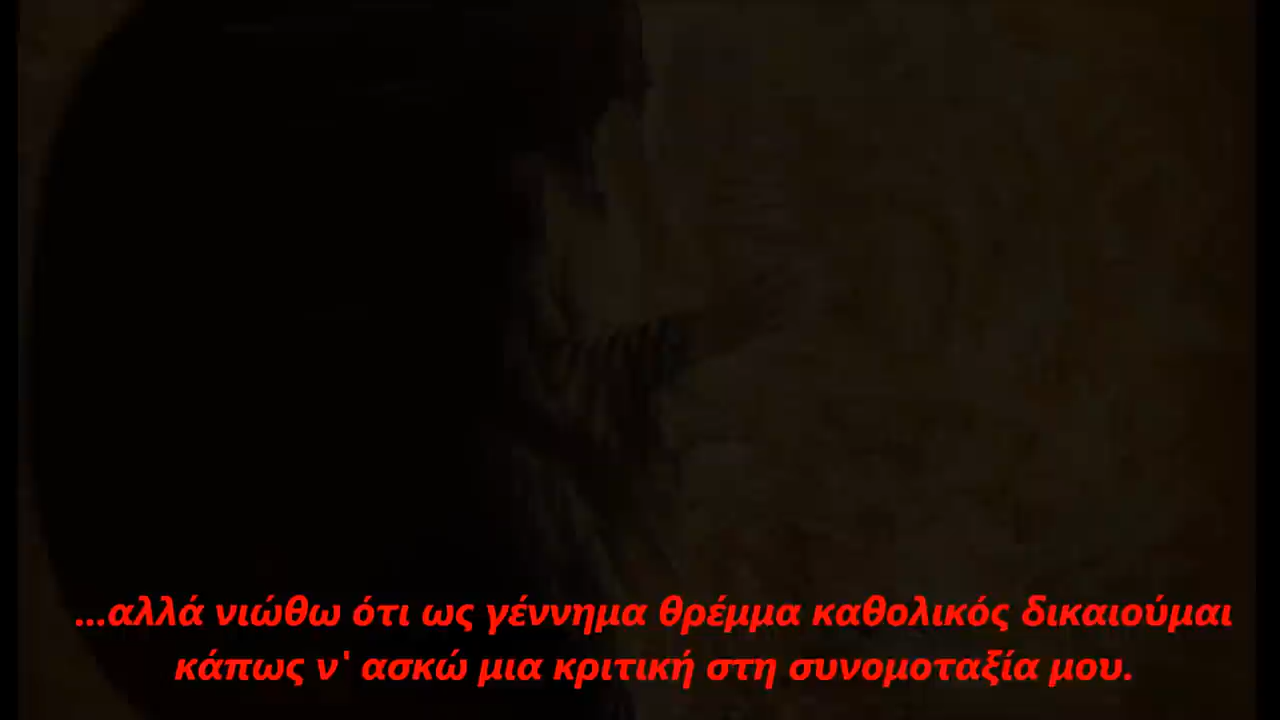 ...αλλά νιώθω ότι ως γέννημα θρέμμα καθολικός δικαιούμαι
κάπως ν' ασκώ μια κριτική στη συνομοταξία μου.